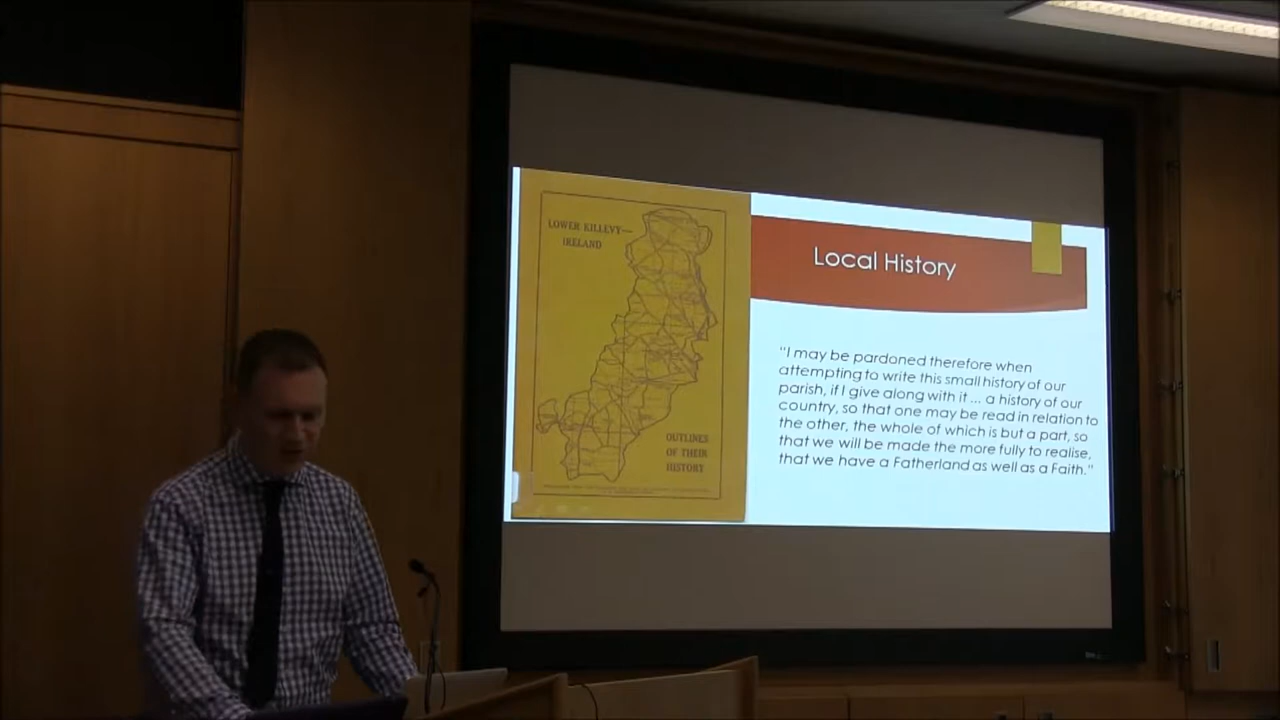 LOWER KILLEVY—
IRELAND
OUTLINES
OF THEIR
HISTORY
Local History
“I may be pardoned therefore when
attempting to write this small history of our
parish, if I give along with it ... a history of our
country, so that one may be read in relation to
the other, the whole of which is but a part, so
that we will be made the more fully to realise,
that we have a Fatherland as well as a Faith.”